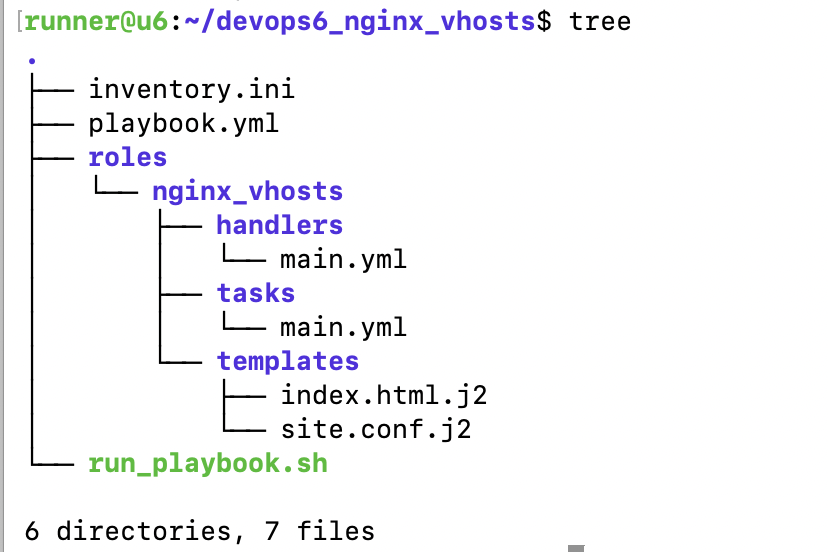 [runner@u6:~/devops6_nginx_vhosts$ tree
.
├── inventory.ini
├── playbook.yml
├── roles
│   └── nginx_vhosts
│       ├── handlers
│       │   └── main.yml
│       ├── tasks
│       │   └── main.yml
│       └── templates
│           ├── index.html.j2
│           └── site.conf.j2
└── run_playbook.sh

6 directories, 7 files